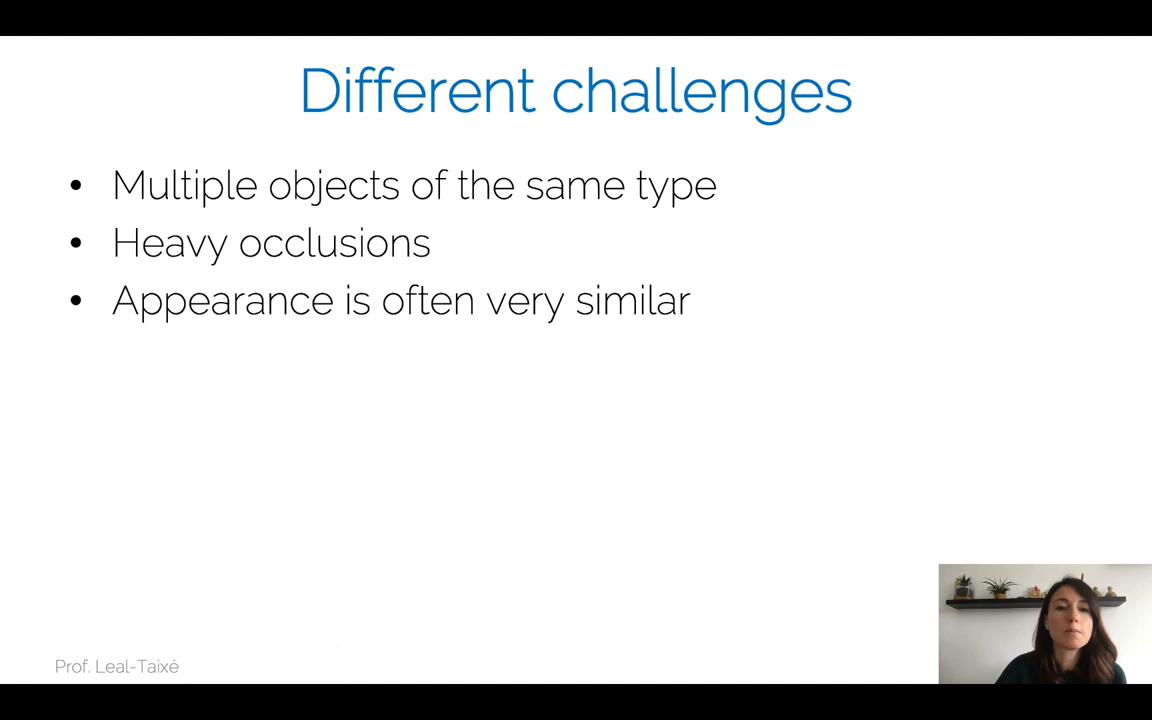 Different challenges
• Multiple objects of the same type
• Heavy occlusions
• Appearance is often very similar
Prof. Leal-Taixé